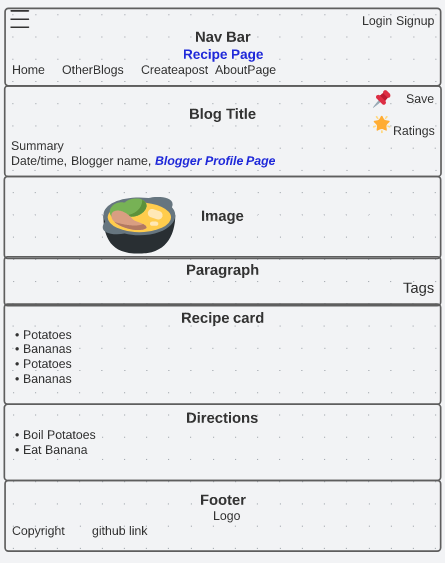 Login Signup
Nav Bar
Recipe Page
Home OtherBlogs Createapost AboutPage
Save
Blog Title
Ratings
Summary
Date/time, Blogger name, Blogger Profile Page
Image
Paragraph
Tags
Recipe card
• Potatoes
• Bananas
• Potatoes
• Bananas
Directions
• Boil Potatoes
• Eat Banana
Footer
Logo
Copyright github link